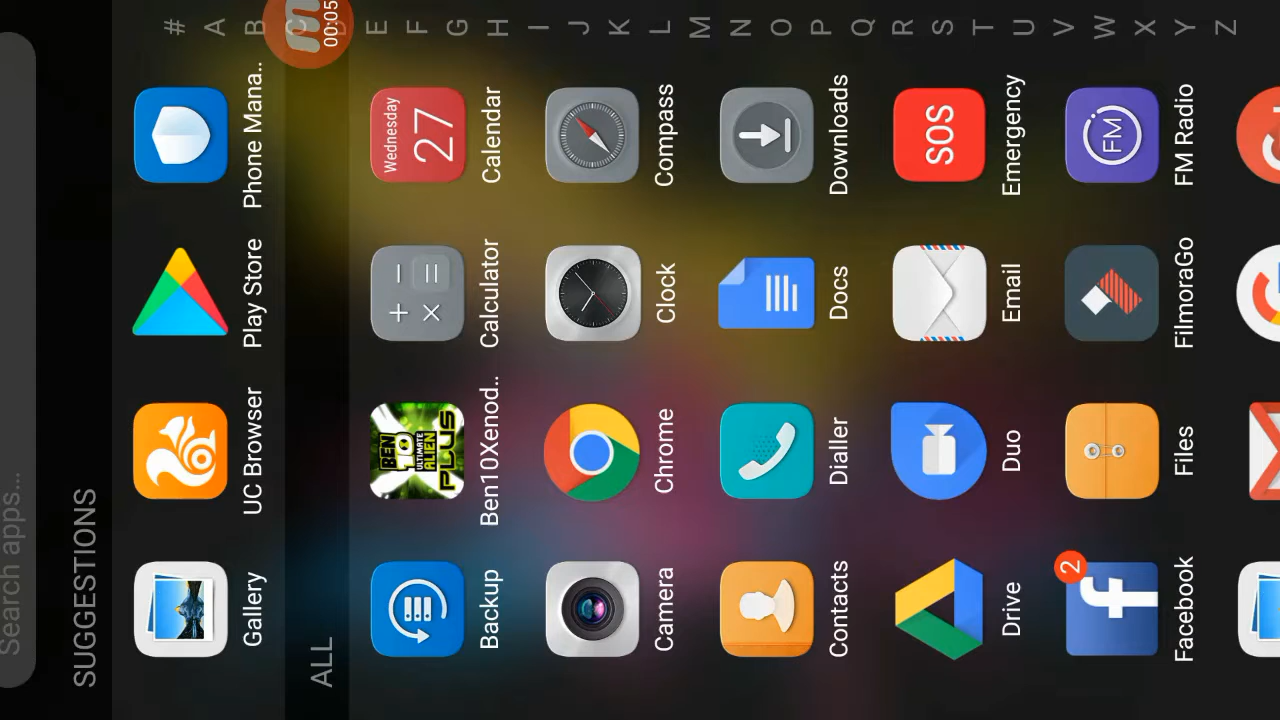 Search apps...
SUGGESTIONS
Gallery UC Browser Play Store Phone Mana..
ALL
Wednesday
27
BEN
10
ULTIMATE
ALIEN
PLUS
Backup Ben10Xenod.. Calculator Calendar
Camera Chrome Clock Compass
Contacts Dialler Docs Downloads
SOS
Drive Duo Email Emergency
2
f
FM
Facebook Files FilmoraGo FM Radio
m
00:05
# A B C D E F G H I J K L M N O P Q R S T U V W X Y Z